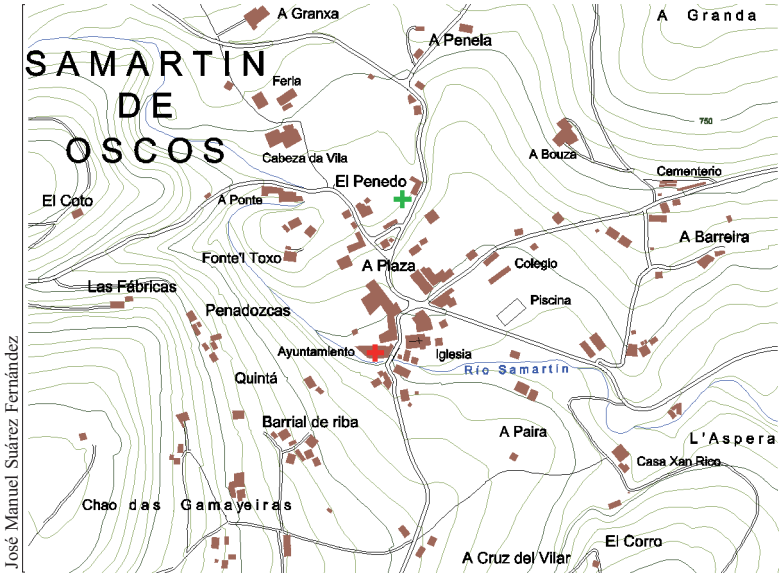 A Granxa
A Granda
A Penela
SAMARTIN
DE
OSCOS
Feria
750
Cabeza da Vila
A Bouza
Cementerio
El Penedo
El Coto
A Ponte
A Barreira
Fonte'l Toxo
A Plaza
Colegio
Las Fábricas
Penadozcas
Piscina
Ayuntamiento
Iglesia
Río Samartín
Quintá
Barrial de riba
A Paira
L'Aspera
Casa Xan Rico
Chao das Gamayeiras
El Corro
A Cruz del Vilar
José Manuel Suárez Fernández